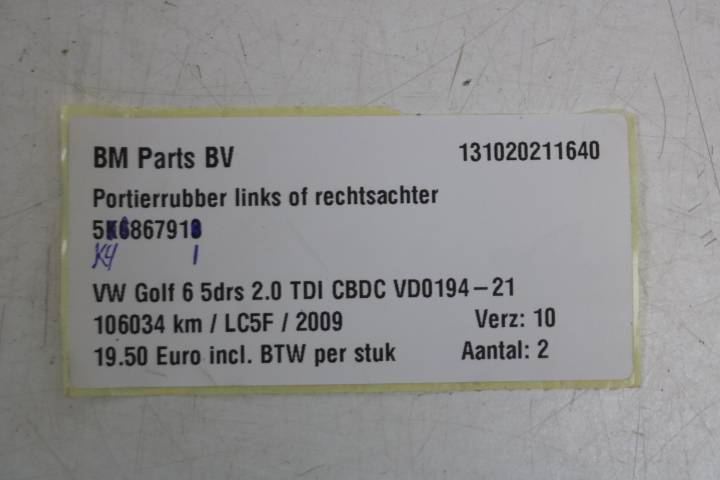 BM Parts BV 131020211640
Portierrubber links of rechtsachter
5K6867913
K4 1
VW Golf 6 5drs 2.0 TDI CBDC VD0194-21
106034 km / LC5F / 2009 Verz: 10
19.50 Euro incl. BTW per stuk Aantal: 2